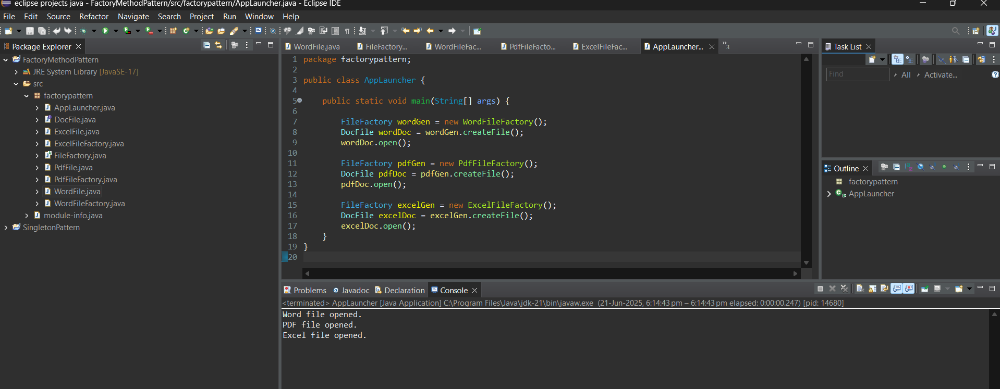 eclipse projects java - FactoryMethodPattern/src/factorypattern/AppLauncher.java - Eclipse IDE
File Edit Source Refactor Navigate Search Project Run Window Help
Package Explorer
FactoryMethodPattern
JRE System Library [JavaSE-17]
src
factorypattern
AppLauncher.java
DocFile.java
ExcelFile.java
ExcelFileFactory.java
FileFactory.java
PdfFile.java
PdfFileFactory.java
WordFile.java
WordFileFactory.java
module-info.java
SingletonPattern
WordFile.java FileFactory... WordFileFac... PdfFileFacto... ExcelFileFac... AppLauncher... »3
1 package factorypattern;
2
3 public class AppLauncher {
4
5 public static void main(String[] args) {
6
7 FileFactory wordGen = new WordFileFactory();
8 DocFile wordDoc = wordGen.createFile();
9 wordDoc.open();
10
11 FileFactory pdfGen = new PdfFileFactory();
12 DocFile pdfDoc = pdfGen.createFile();
13 pdfDoc.open();
14
15 FileFactory excelGen = new ExcelFileFactory();
16 DocFile excelDoc = excelGen.createFile();
17 excelDoc.open();
18 }
19 }
20
Task List
Find All Activate...
Outline
factorypattern
AppLauncher
Problems Javadoc Declaration Console
<terminated> AppLauncher [Java Application] C:\Program Files\Java\jdk-21\bin\javaw.exe (21-Jun-2025, 6:14:43 pm – 6:14:43 pm elapsed: 0:00:00.247) [pid: 14680]
Word file opened.
PDF file opened.
Excel file opened.